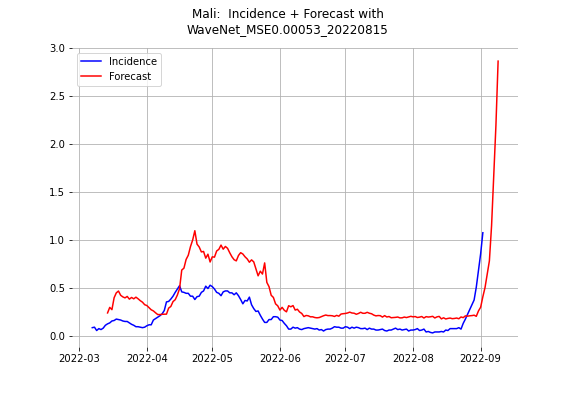 Mali:  Incidence + Forecast with
WaveNet_MSE0.00053_20220815
Incidence
Forecast
3.0
2.5
2.0
1.5
1.0
0.5
0.0
2022-03 2022-04 2022-05 2022-06 2022-07 2022-08 2022-09